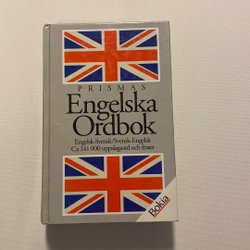 PRISMAS
Engelska
Ordbok
Engelsk-Svensk/Svensk-Engelsk
Ca 141 000 uppslagsord och fraser
Bokia